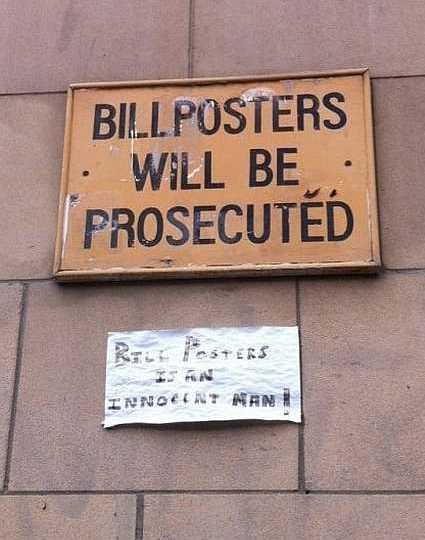 BILLPOSTERS
WILL BE
PROSECUTED
BILL POSTERS
IS AN
INNOCENT MAN!